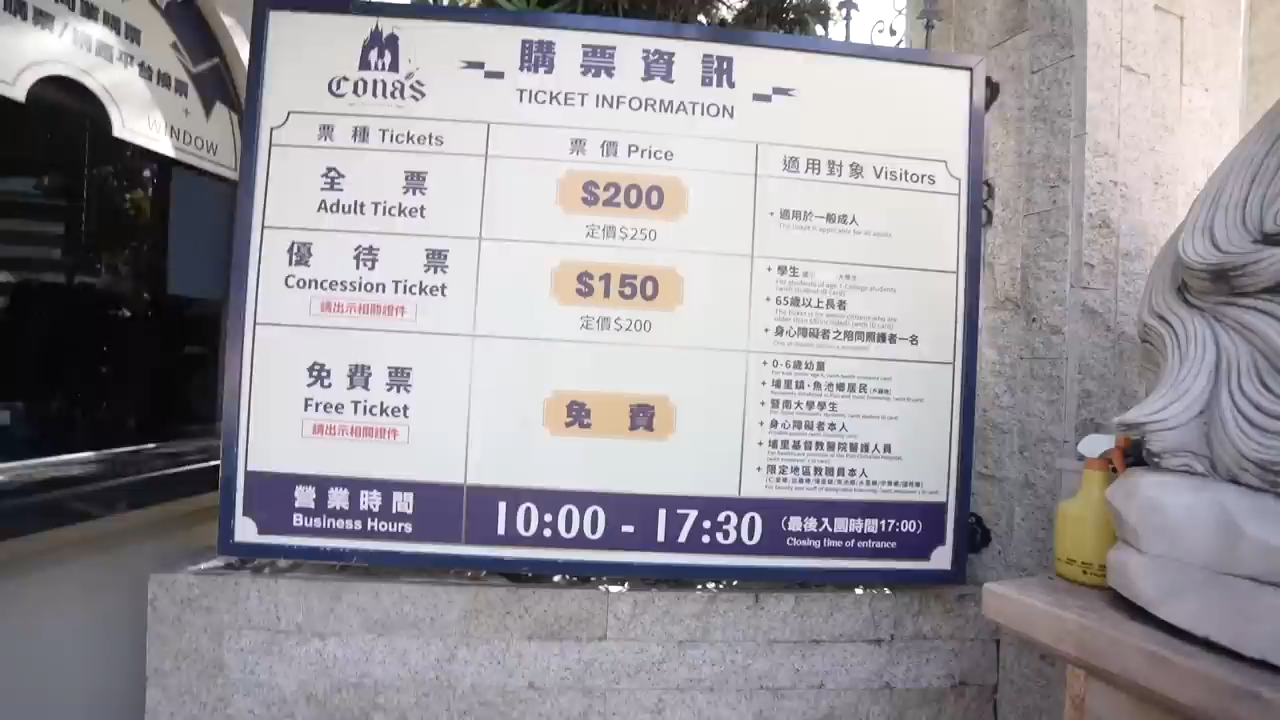 cona's
購票資訊
TICKET INFORMATION
WINDOW
票種 Tickets
票價 Price
適用對象 Visitors
全票
Adult Ticket
$200
定價$250
+ 適用於一般成人
優待票
Concession Ticket
請出示相關證件
$150
定價$200
+ 學生
+ 65歲以上長者
+ 身心障礙者之陪同照護者一名
免費票
Free Ticket
請出示相關證件
免費
+ 0-6歲幼童
+ 埔里鎮·魚池鄉居民
+ 暨南大學學生
+ 身心障礙者本人
+ 埔里基督教醫院醫護人員
+ 限定地區教職員本人
營業時間
Business Hours
10:00 - 17:30
(最後入園時間17:00)
Closing time of entrance